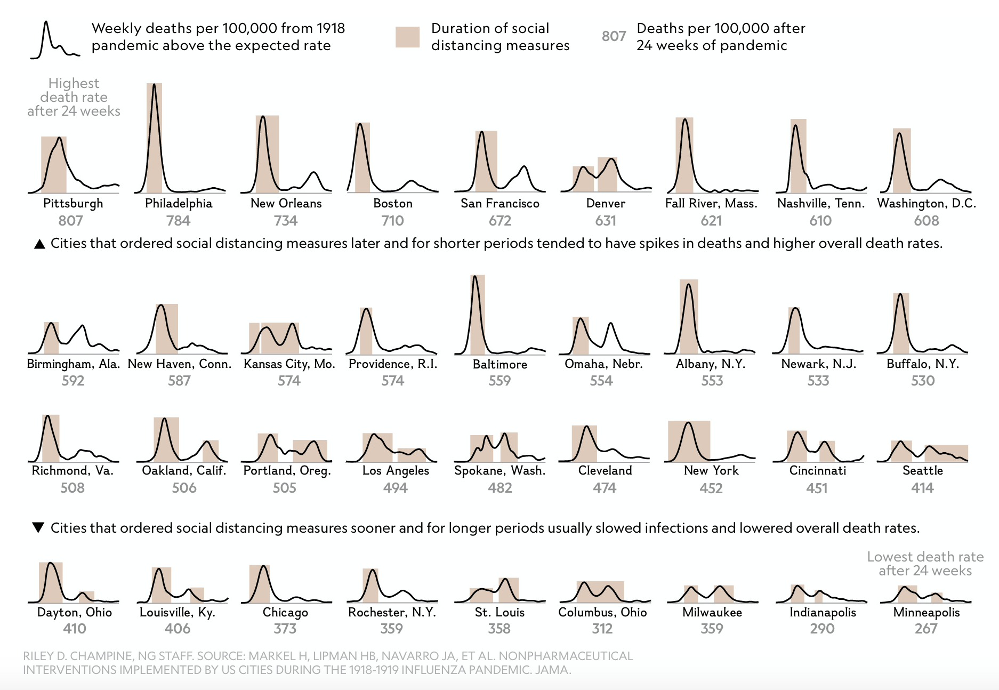 Weekly deaths per 100,000 from 1918
pandemic above the expected rate
Duration of social
distancing measures
807
Deaths per 100,000 after
24 weeks of pandemic
Highest
death rate
after 24 weeks
Pittsburgh
807
Philadelphia
784
New Orleans
734
Boston
710
San Francisco
672
Denver
631
Fall River, Mass.
621
Nashville, Tenn.
610
Washington, D.C.
608
▲ Cities that ordered social distancing measures later and for shorter periods tended to have spikes in deaths and higher overall death rates.
Birmingham, Ala.
592
New Haven, Conn.
587
Kansas City, Mo.
574
Providence, R.I.
574
Baltimore
559
Omaha, Nebr.
554
Albany, N.Y.
553
Newark, N.J.
533
Buffalo, N.Y.
530
Richmond, Va.
508
Oakland, Calif.
506
Portland, Oreg.
505
Los Angeles
494
Spokane, Wash.
482
Cleveland
474
New York
452
Cincinnati
451
Seattle
414
▼ Cities that ordered social distancing measures sooner and for longer periods usually slowed infections and lowered overall death rates.
Lowest death rate
after 24 weeks
Dayton, Ohio
410
Louisville, Ky.
406
Chicago
373
Rochester, N.Y.
359
St. Louis
358
Columbus, Ohio
312
Milwaukee
359
Indianapolis
290
Minneapolis
267
RILEY D. CHAMPINE, NG STAFF. SOURCE: MARKEL H, LIPMAN HB, NAVARRO JA, ET AL. NONPHARMACEUTICAL
INTERVENTIONS IMPLEMENTED BY US CITIES DURING THE 1918-1919 INFLUENZA PANDEMIC. JAMA.